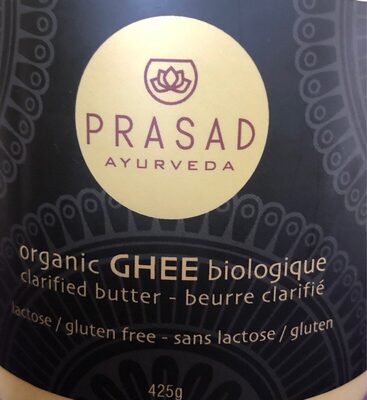 PRASAD
AYURVEDA
organic GHEE biologique
clarified butter - beurre clarifié
lactose / gluten free - sans lactose / gluten
425g